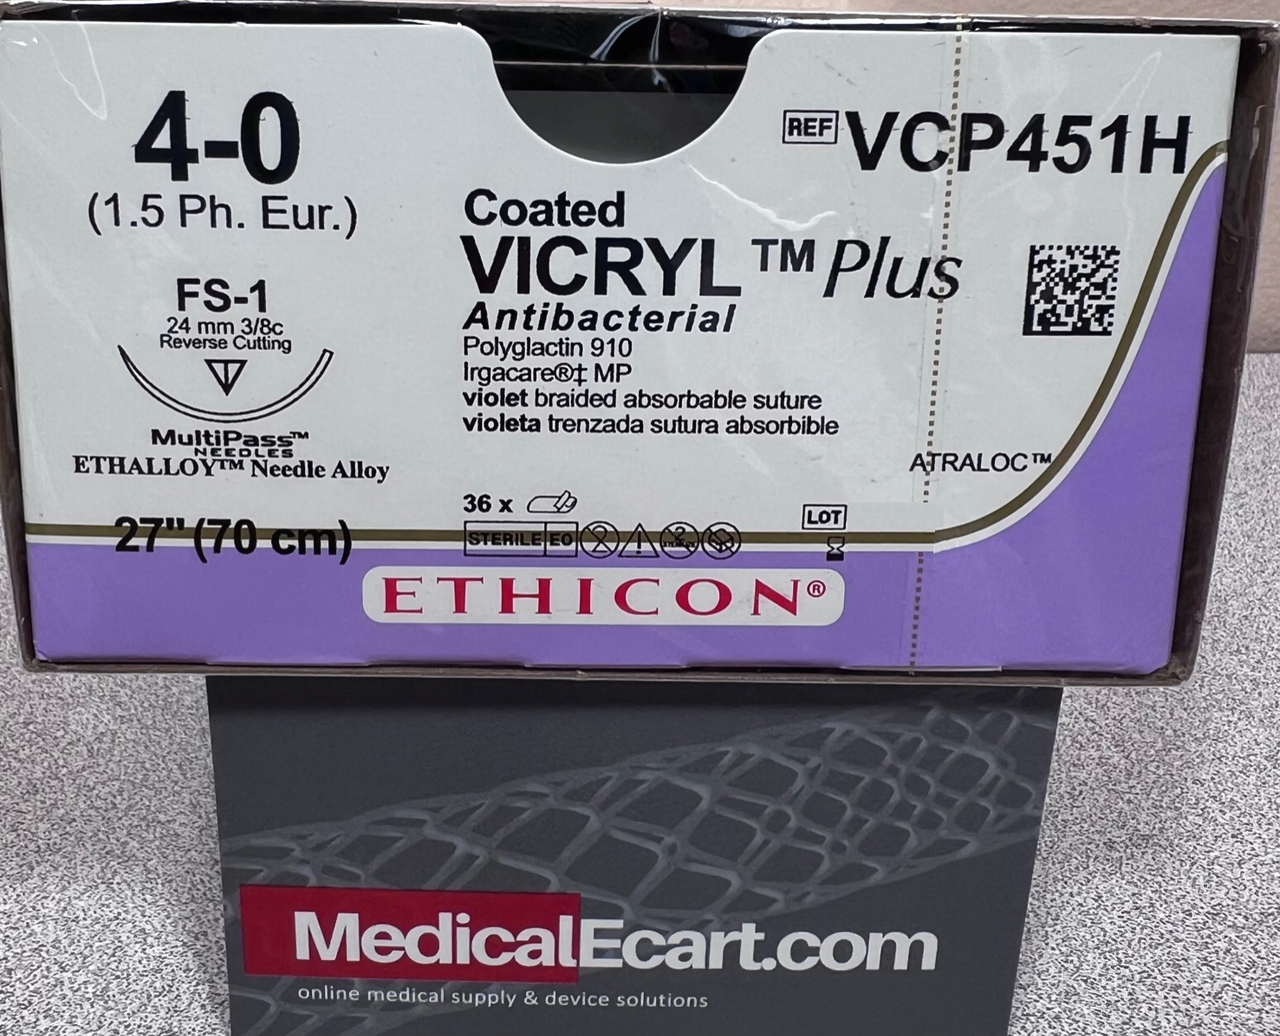 4-0
(1.5 Ph. Eur.)
FS-1
24 mm 3/8c
Reverse Cutting
MultiPass™
NEEDLES
ETHALLOY™ Needle Alloy
27" (70 cm)
REF VCP451H
Coated
VICRYL™ Plus
Antibacterial
Polyglactin 910
Irgacare®‡ MP
violet braided absorbable suture
violeta trenzada sutura absorbible
ATRALOC™
36 x
LOT
STERILE EO 2
ETHICON®
MedicalEcart.com
online medical supply & device solutions